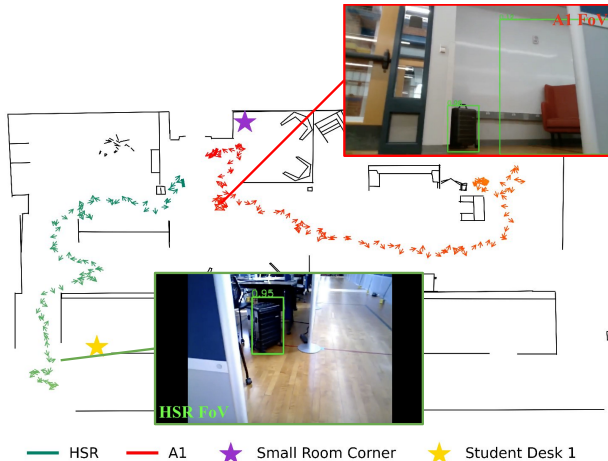 A1 FoV
0.95
HSR FoV
HSR
A1
Small Room Corner
Student Desk 1